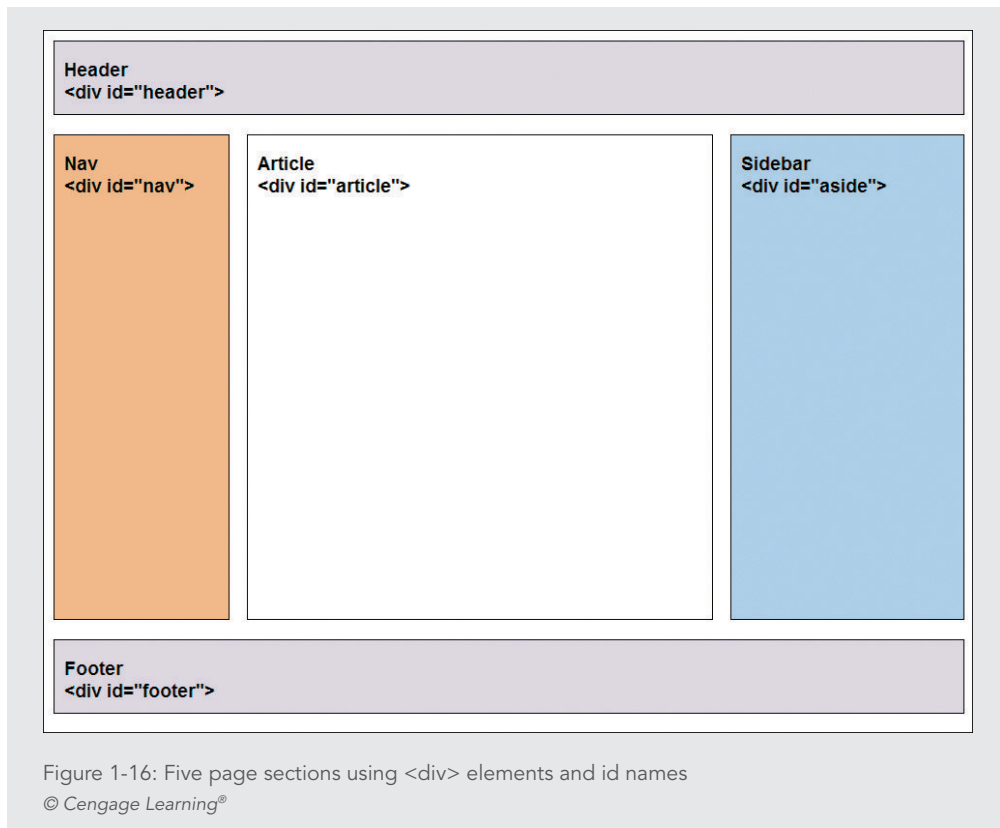 Header
<div id="header">
Nav
<div id="nav">
Article
<div id="article">
Sidebar
<div id="aside">
Footer
<div id="footer">
Figure 1-16: Five page sections using <div> elements and id names
© Cengage Learning®